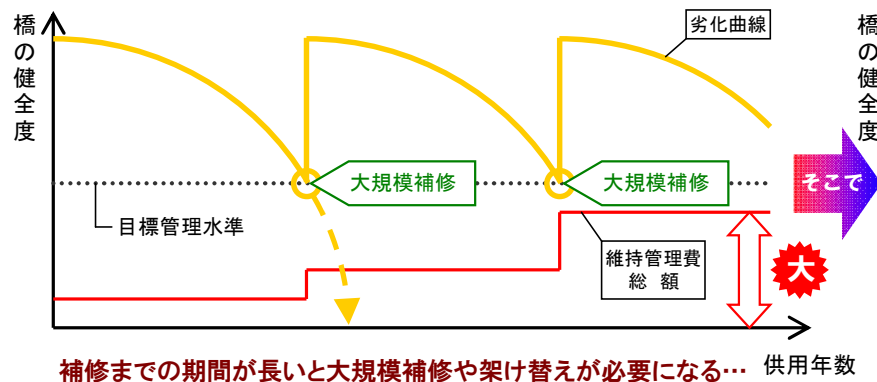 橋の健全度
劣化曲線
橋の健全度
大規模補修
大規模補修
そこで
目標管理水準
維持管理費
総額
大
補修までの期間が長いと大規模補修や架け替えが必要になる…
供用年数